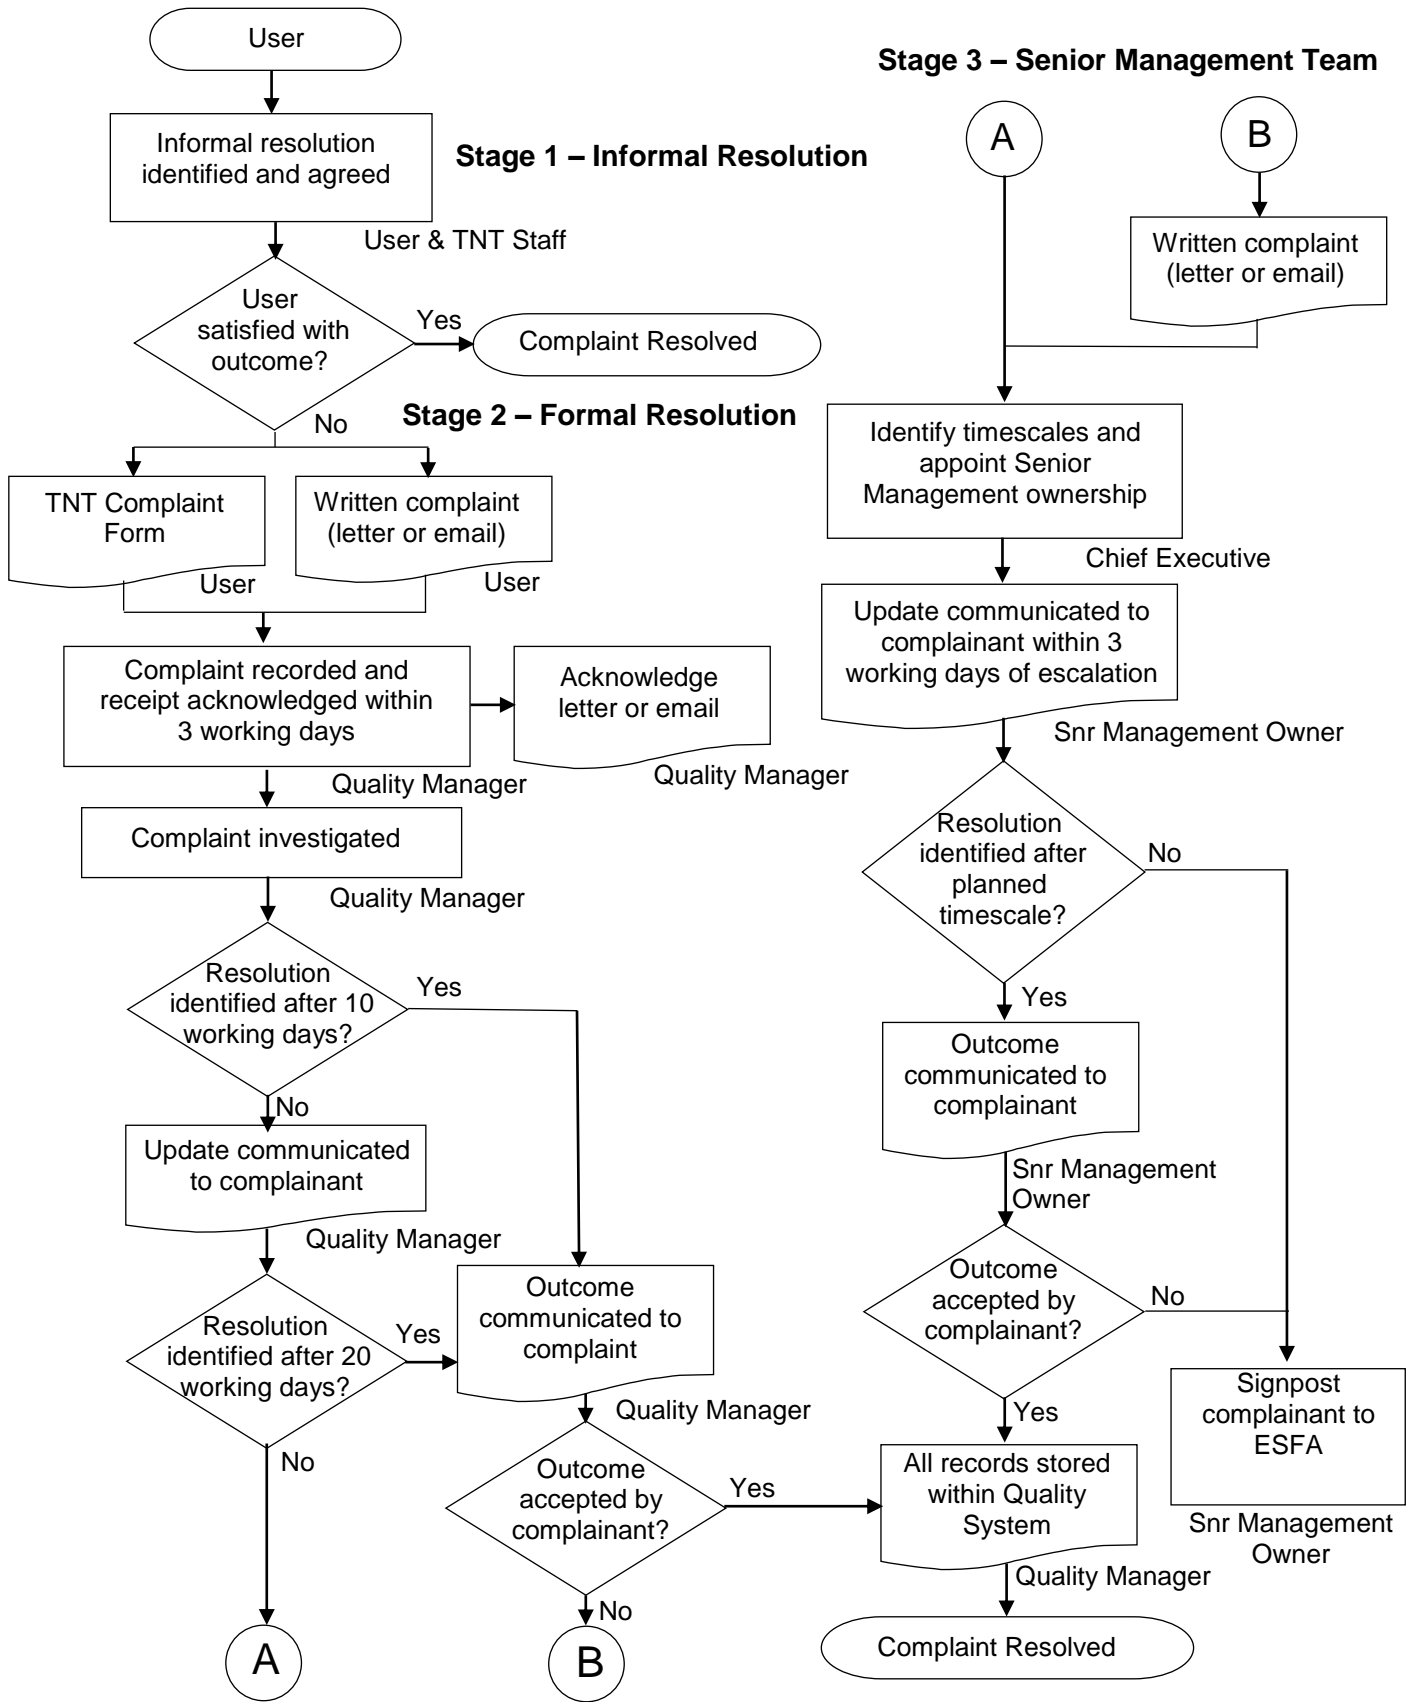 User
Informal resolution
identified and agreed
Stage 1 – Informal Resolution
User & TNT Staff
User
satisfied with
outcome?
Yes
Complaint Resolved
No
Stage 2 – Formal Resolution
TNT Complaint
Form
User
Written complaint
(letter or email)
User
Complaint recorded and
receipt acknowledged within
3 working days
Quality Manager
Acknowledge
letter or email
Quality Manager
Complaint investigated
Quality Manager
Resolution
identified after 10
working days?
Yes
No
Update communicated
to complainant
Quality Manager
Resolution
identified after 20
working days?
Yes
No
A
Outcome
communicated to
complaint
Quality Manager
Outcome
accepted by
complainant?
Yes
No
B
Stage 3 – Senior Management Team
A
B
Written complaint
(letter or email)
Identify timescales and
appoint Senior
Management ownership
Chief Executive
Update communicated to
complainant within 3
working days of escalation
Snr Management Owner
Resolution
identified after
planned
timescale?
No
Yes
Outcome
communicated to
complainant
Snr Management
Owner
Outcome
accepted by
complainant?
No
Yes
Signpost
complainant to
ESFA
Snr Management
Owner
All records stored
within Quality
System
Quality Manager
Complaint Resolved